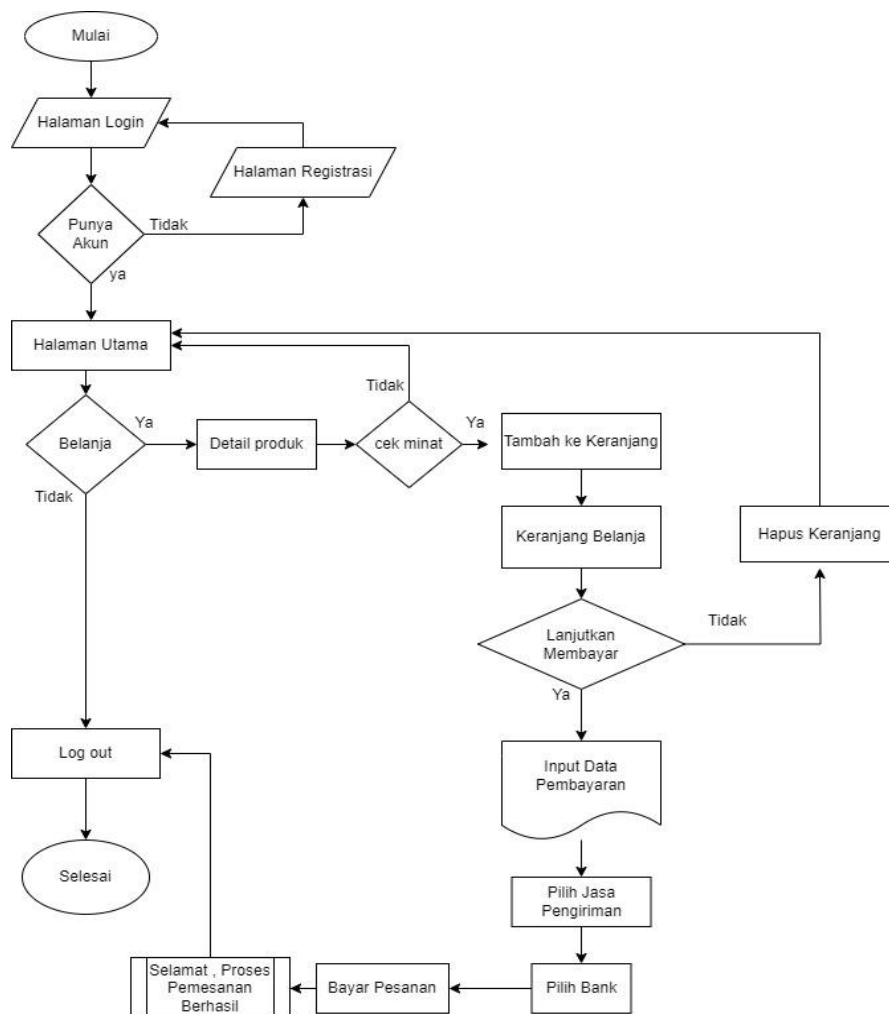 Mulai
Halaman Login
Halaman Registrasi
Punya
Akun
Tidak
ya
Halaman Utama
Tidak
Belanja
Ya
Detail produk
cek minat
Ya
Tambah ke Keranjang
Tidak
Keranjang Belanja
Hapus Keranjang
Lanjutkan
Membayar
Tidak
Ya
Log out
Input Data
Pembayaran
Selesai
Pilih Jasa
Pengiriman
Selamat , Proses
Pemesanan
Berhasil
Bayar Pesanan
Pilih Bank